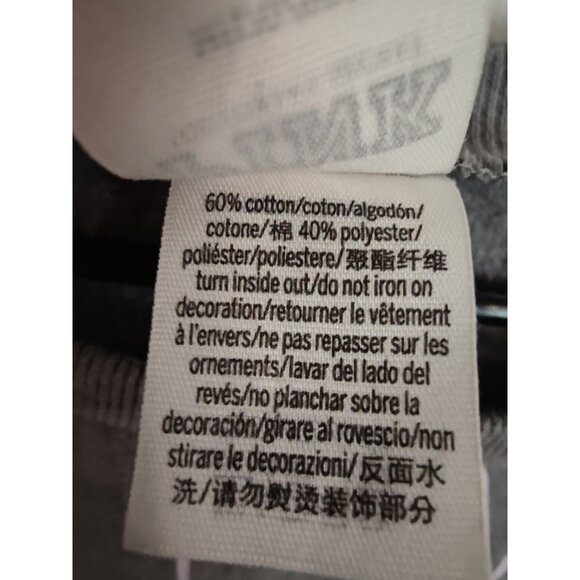 60% cotton/coton/algodón/
cotone/棉 40% polyester/
poliéster/poliestere/聚酯纤维
turn inside out/do not iron on
decoration/retourner le vêtement
à l'envers/ne pas repasser sur les
ornements/lavar del lado del
revés/no planchar sobre la
decoración/girare al rovescio/non
stirare le decorazioni/反面水
洗/请勿熨烫装饰部分